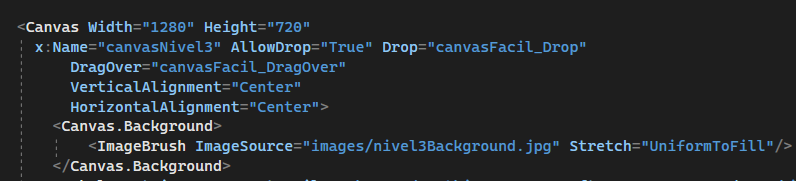 <Canvas Width="1280" Height="720"
x:Name="canvasNivel3" AllowDrop="True" Drop="canvasFacil_Drop"
DragOver="canvasFacil_DragOver"
VerticalAlignment="Center"
HorizontalAlignment="Center">
<Canvas.Background>
<ImageBrush ImageSource="images/nivel3Background.jpg" Stretch="UniformToFill"/>
</Canvas.Background>